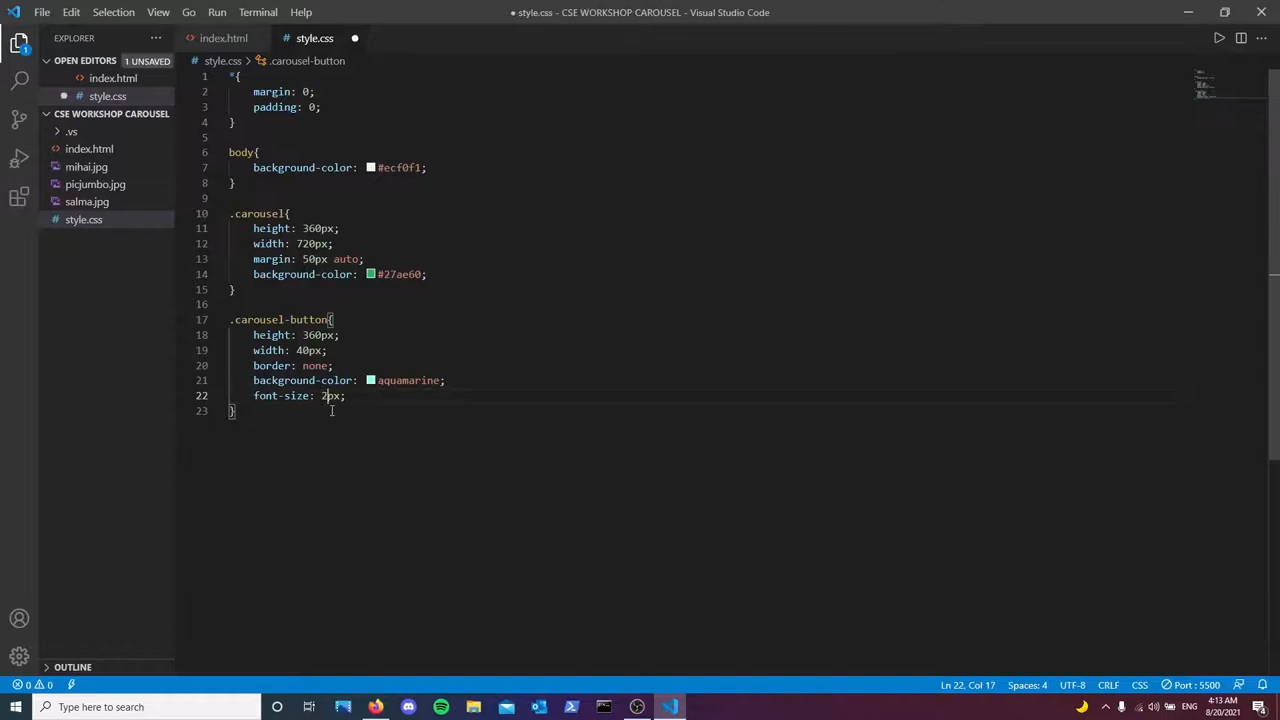 File Edit Selection View Go Run Terminal Help
● style.css - CSE WORKSHOP CAROUSEL - Visual Studio Code
EXPLORER
index.html
style.css
OPEN EDITORS 1 UNSAVED
style.css > .carousel-button
index.html
style.css
CSE WORKSHOP CAROUSEL
.vs
index.html
mihai.jpg
picjumbo.jpg
salma.jpg
style.css
1 *{
2 margin: 0;
3 padding: 0;
4 }
5
6 body{
7 background-color: #ecf0f1;
8 }
9
10 .carousel{
11 height: 360px;
12 width: 720px;
13 margin: 50px auto;
14 background-color: #27ae60;
15 }
16
17 .carousel-button{
18 height: 360px;
19 width: 40px;
20 border: none;
21 background-color: aquamarine;
22 font-size: 2px;
23 }
OUTLINE
0 0
Ln 22, Col 17 Spaces: 4 UTF-8 CRLF CSS Port : 5500
Type here to search
ENG
4:13 AM
8/20/2021
4